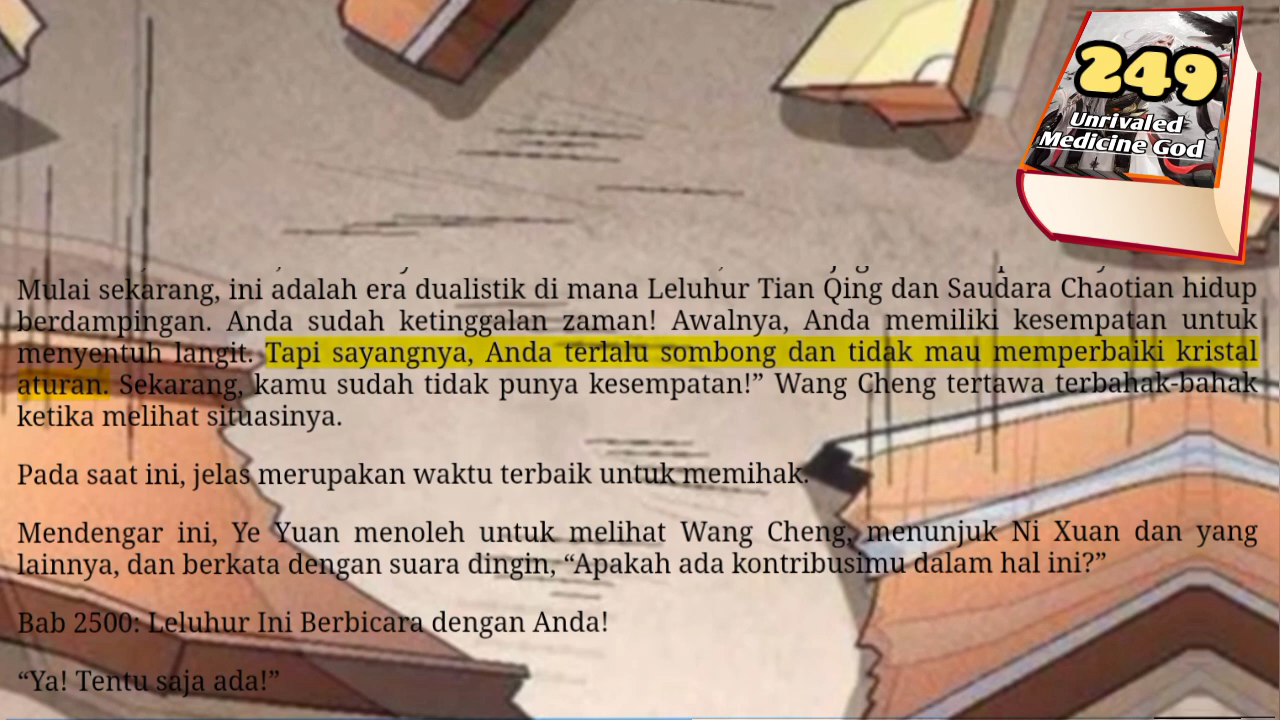 249
Unrivaled
Medicine God
Mulai sekarang, ini adalah era dualistik di mana Leluhur Tian Qing dan Saudara Chaotian hidup
berdampingan. Anda sudah ketinggalan zaman! Awalnya, Anda memiliki kesempatan untuk
menyentuh langit. Tapi sayangnya, Anda terlalu sombong dan tidak mau memperbaiki kristal
aturan. Sekarang, kamu sudah tidak punya kesempatan!” Wang Cheng tertawa terbahak-bahak
ketika melihat situasinya.
Pada saat ini, jelas merupakan waktu terbaik untuk memihak.
Mendengar ini, Ye Yuan menoleh untuk melihat Wang Cheng, menunjuk Ni Xuan dan yang
lainnya, dan berkata dengan suara dingin, “Apakah ada kontribusimu dalam hal ini?”
Bab 2500: Leluhur Ini Berbicara dengan Anda!
“Ya! Tentu saja ada!”